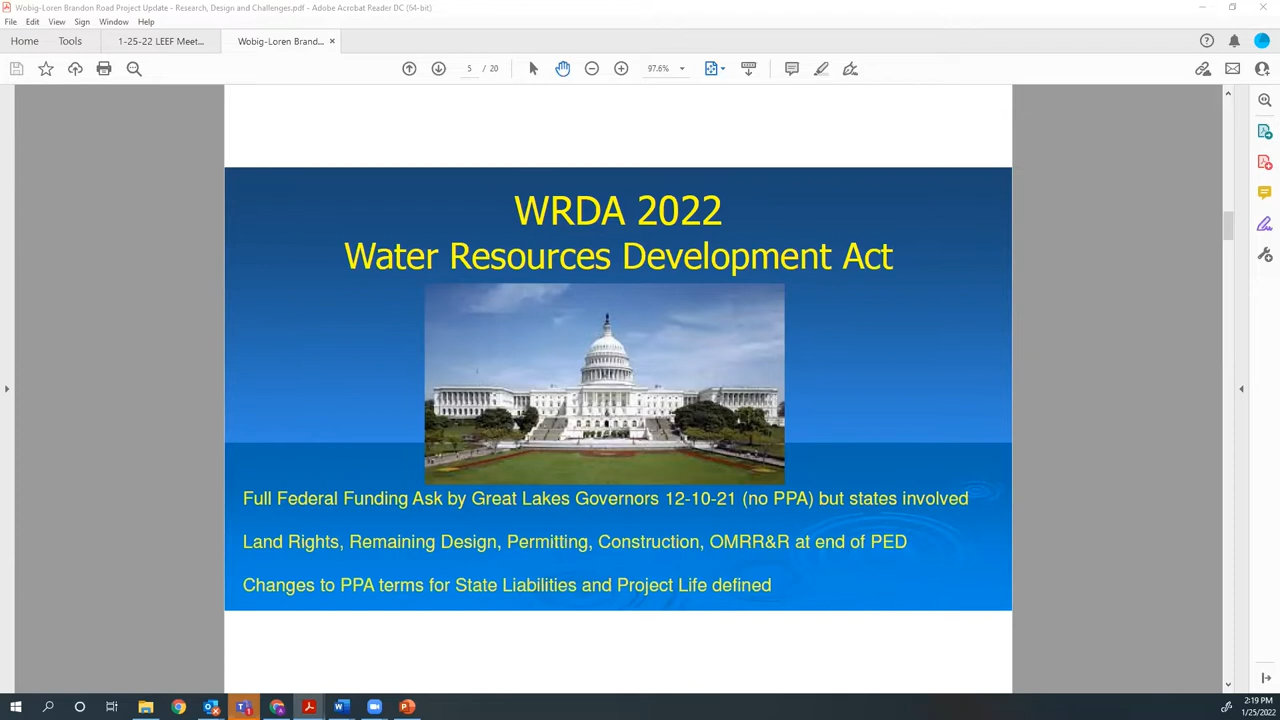 Wobig-Loren Brandon Road Project Update - Research, Design and Challenges.pdf - Adobe Acrobat Reader DC (64-bit)
File Edit View Sign Window Help
Home Tools 1-25-22 LEEF Meet... Wobig-Loren Brand... ×
5 / 20 97.6%
WRDA 2022
Water Resources Development Act
Full Federal Funding Ask by Great Lakes Governors 12-10-21 (no PPA) but states involved
Land Rights, Remaining Design, Permitting, Construction, OMRR&R at end of PED
Changes to PPA terms for State Liabilities and Project Life defined
2:19 PM
1/25/2022